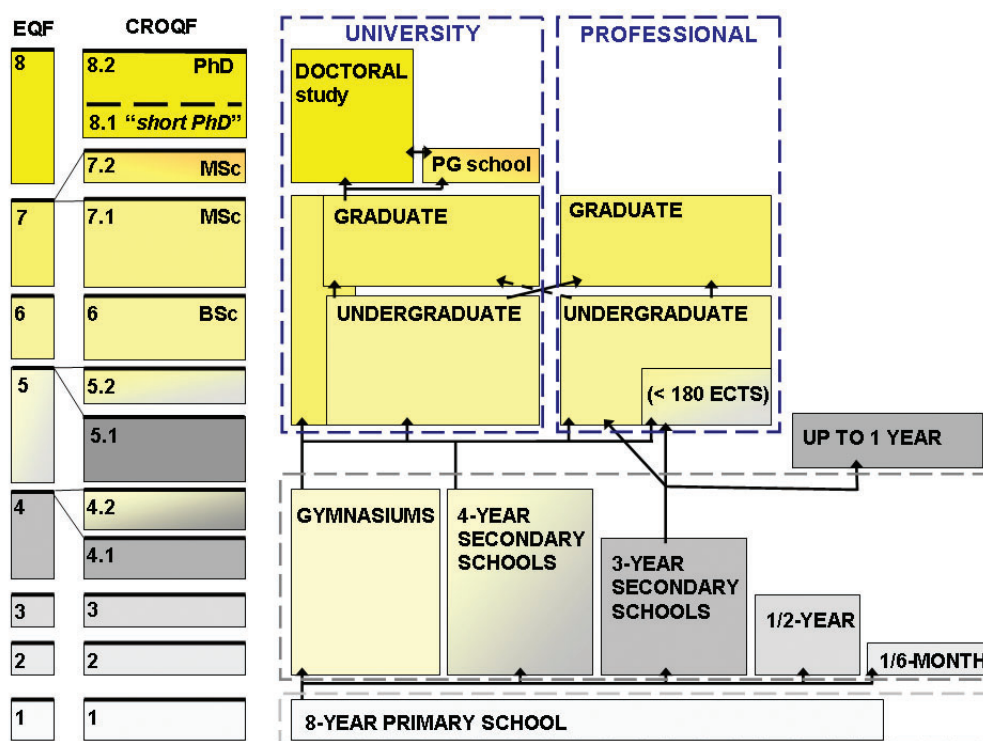 EQF
CROQF
UNIVERSITY
PROFESSIONAL
8
8.2 PhD
8.1 "short PhD"
DOCTORAL
study
7.2 MSc
PG school
7
7.1 MSc
GRADUATE
GRADUATE
6
6 BSc
UNDERGRADUATE
UNDERGRADUATE
5
5.2
(< 180 ECTS)
5.1
UP TO 1 YEAR
4
4.2
4.1
GYMNASIUMS
4-YEAR
SECONDARY
SCHOOLS
3-YEAR
SECONDARY
SCHOOLS
3
3
1/2-YEAR
2
2
1/6-MONTH
1
1
8-YEAR PRIMARY SCHOOL